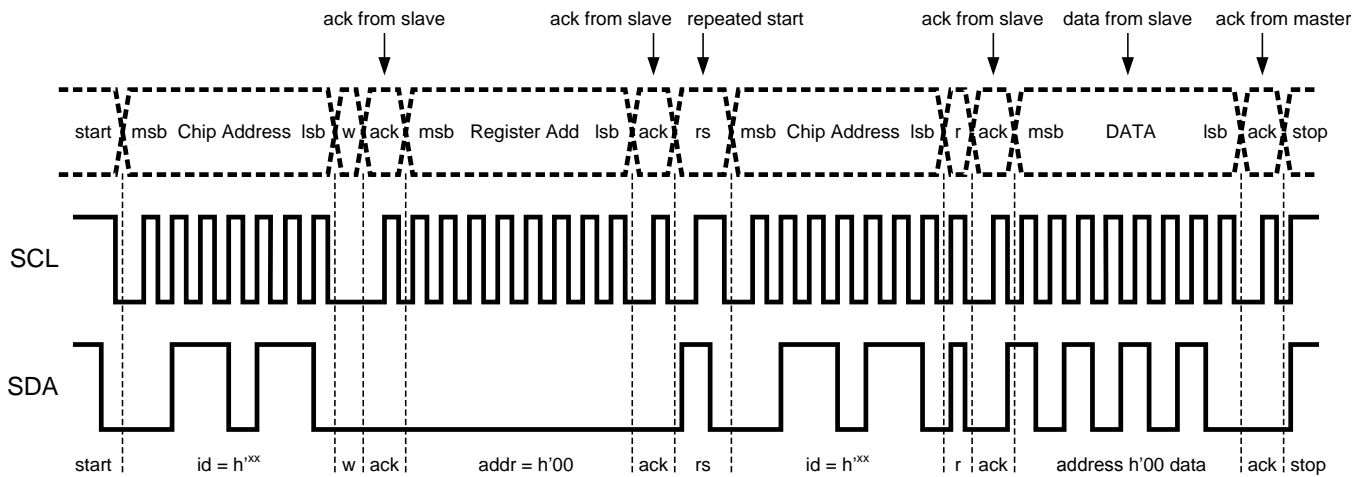 ack from slave ack from slave repeated start ack from slave data from slave ack from master
start msb Chip Address lsb w ack msb Register Add lsb ack rs msb Chip Address lsb r ack msb DATA lsb ack stop
SCL
SDA
start id = h'xx w ack addr = h'00 ack rs id = h'xx r ack address h'00 data ack stop